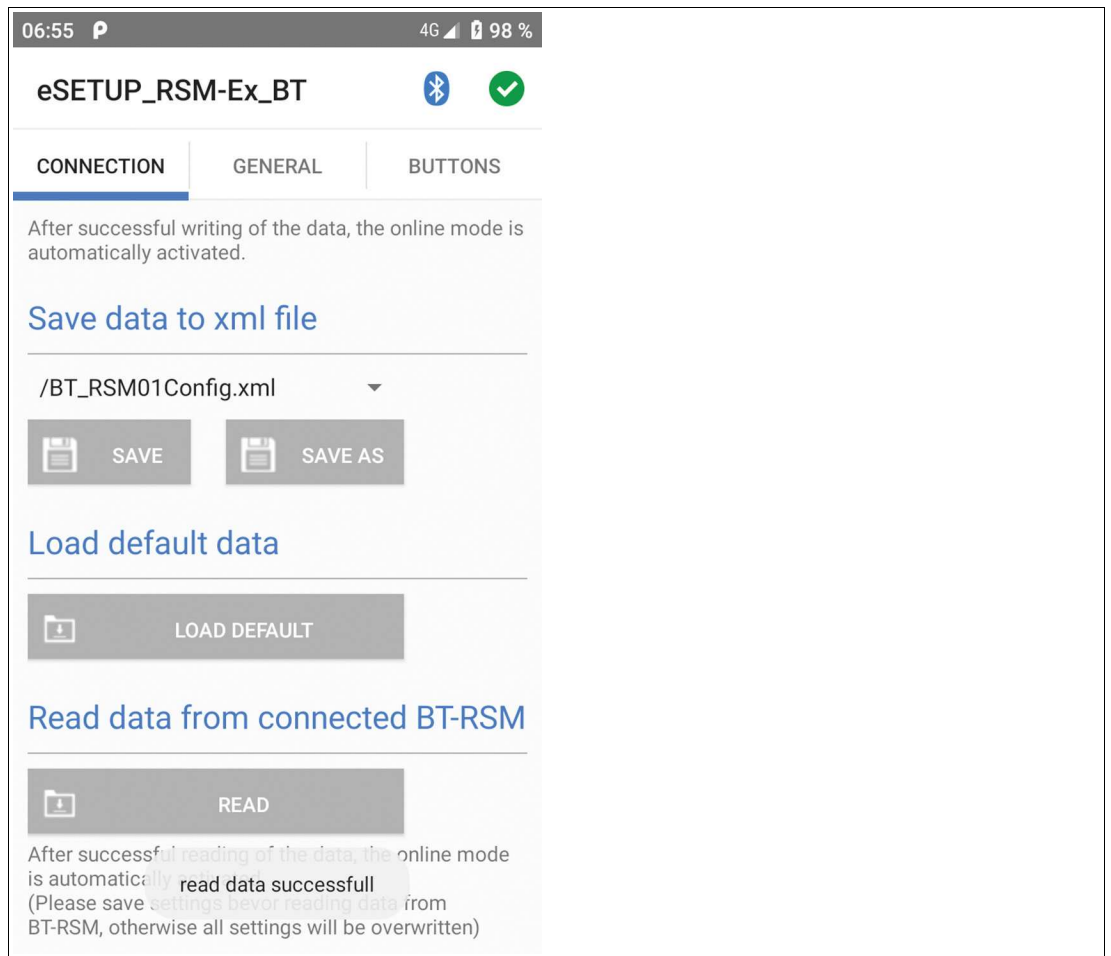 06:55 4G 98 %
eSETUP_RSM-Ex_BT
CONNECTION GENERAL BUTTONS
After successful writing of the data, the online mode is
automatically activated.
Save data to xml file
/BT_RSM01Config.xml
SAVE SAVE AS
Load default data
LOAD DEFAULT
Read data from connected BT-RSM
READ
After successful reading of the data, the online mode
is automatically
read data successfull
(Please save settings bevor reading data from
BT-RSM, otherwise all settings will be overwritten)